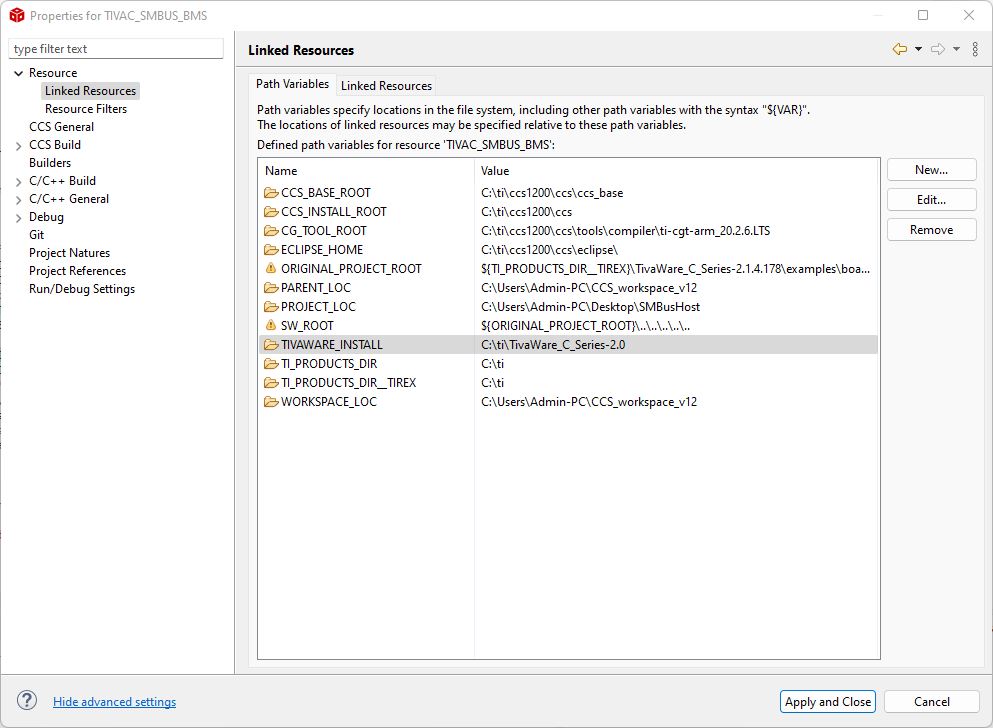 Properties for TIVAC_SMBUS_BMS
type filter text
Resource
Linked Resources
Resource Filters
CCS General
CCS Build
Builders
C/C++ Build
C/C++ General
Debug
Git
Project Natures
Project References
Run/Debug Settings
Linked Resources
Path Variables Linked Resources
Path variables specify locations in the file system, including other path variables with the syntax "${VAR}".
The locations of linked resources may be specified relative to these path variables.
Defined path variables for resource 'TIVAC_SMBUS_BMS':
Name Value
CCS_BASE_ROOT C:\ti\ccs1200\ccs\ccs_base
CCS_INSTALL_ROOT C:\ti\ccs1200\ccs
CG_TOOL_ROOT C:\ti\ccs1200\ccs\tools\compiler\ti-cgt-arm_20.2.6.LTS
ECLIPSE_HOME C:\ti\ccs1200\ccs\eclipse\
ORIGINAL_PROJECT_ROOT ${TI_PRODUCTS_DIR__TIREX}\TivaWare_C_Series-2.1.4.178\examples\boa...
PARENT_LOC C:\Users\Admin-PC\CCS_workspace_v12
PROJECT_LOC C:\Users\Admin-PC\Desktop\SMBusHost
SW_ROOT ${ORIGINAL_PROJECT_ROOT}\..\..\..\..\..
TIVAWARE_INSTALL C:\ti\TivaWare_C_Series-2.0
TI_PRODUCTS_DIR C:\ti
TI_PRODUCTS_DIR__TIREX C:\ti
WORKSPACE_LOC C:\Users\Admin-PC\CCS_workspace_v12
New...
Edit...
Remove
Hide advanced settings
Apply and Close Cancel